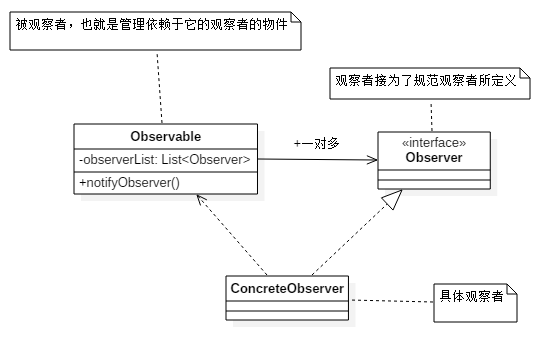 被观察者，也就是管理依赖于它的观察者的物件
观察者接为了规范观察者所定义
Observable
-observerList: List<Observer>
+notifyObserver()
+一对多
«interface»
Observer
ConcreteObserver
具体观察者